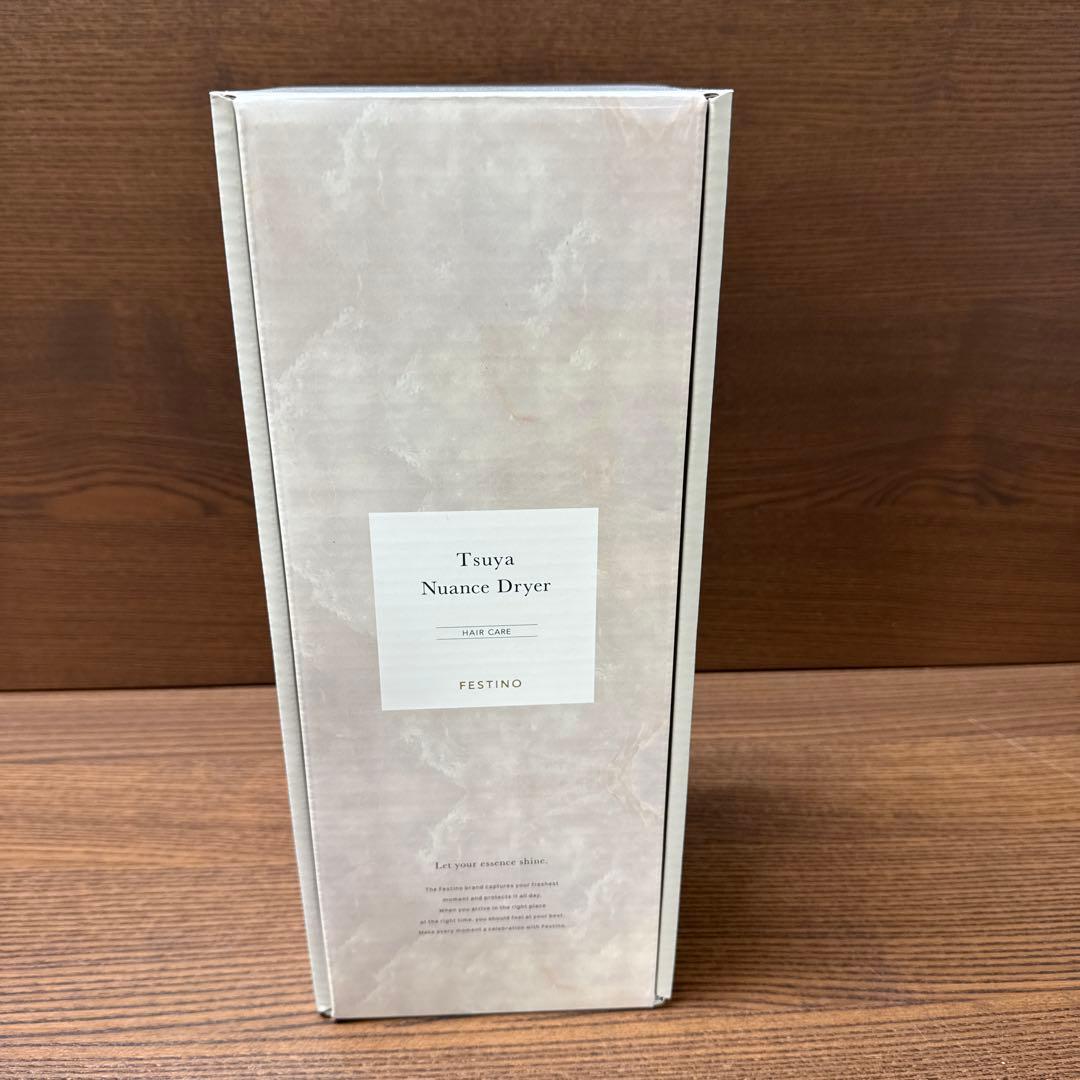 Tsuya
Nuance Dryer
HAIR CARE
FESTINO
Let your essence shine.
The Festino brand captures your freshest
moment and protects it all day.
When you arrive in the right place
at the right time, you should feel at your best.
Make every moment a celebration with Festino.